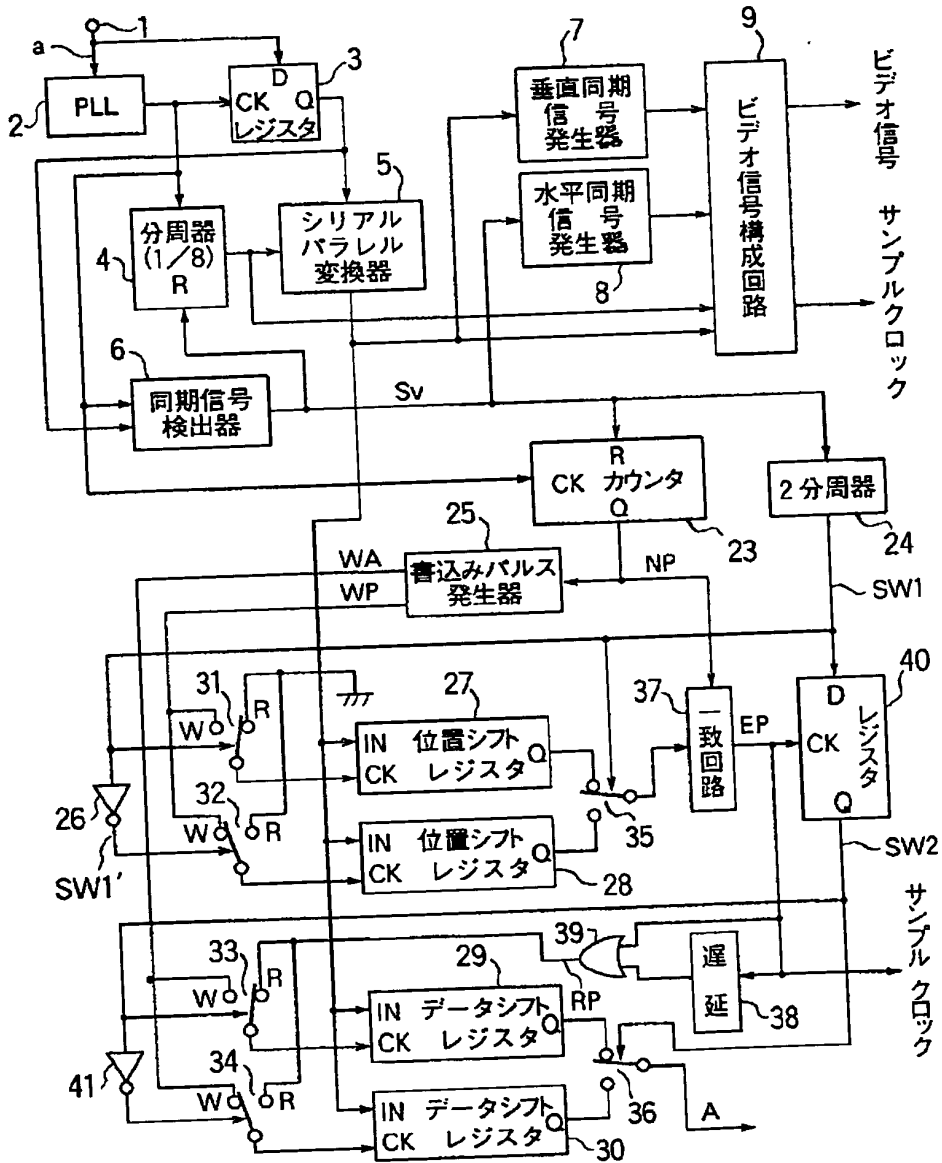 1
a
2
PLL
D
CK Q
レジスタ
3
7
垂直同期
信 号
発生器
9
ビデオ信号構成回路
ビデオ信号
サンプルクロック
水平同期
信 号
発生器
8
4
分周器
(1/8)
R
5
シリアル
パラレル
変換器
6
同期信号
検出器
Sv
R
CK カウンタ
Q
23
2分周器
24
25
書込みパルス
発生器
WA
WP
NP
SW1
31
W
R
27
IN 位置シフト
CK レジスタ
Q
37
一致回路
EP
40
D
CK
レジスタ
Q
26
SW1'
32
W
R
IN 位置シフト
CK レジスタ
Q
28
35
SW2
サンプルクロック
33
W
R
29
IN データシフト
CK レジスタ
Q
39
RP
遅延
38
41
34
W
R
IN データシフト
CK レジスタ
Q
30
36
A